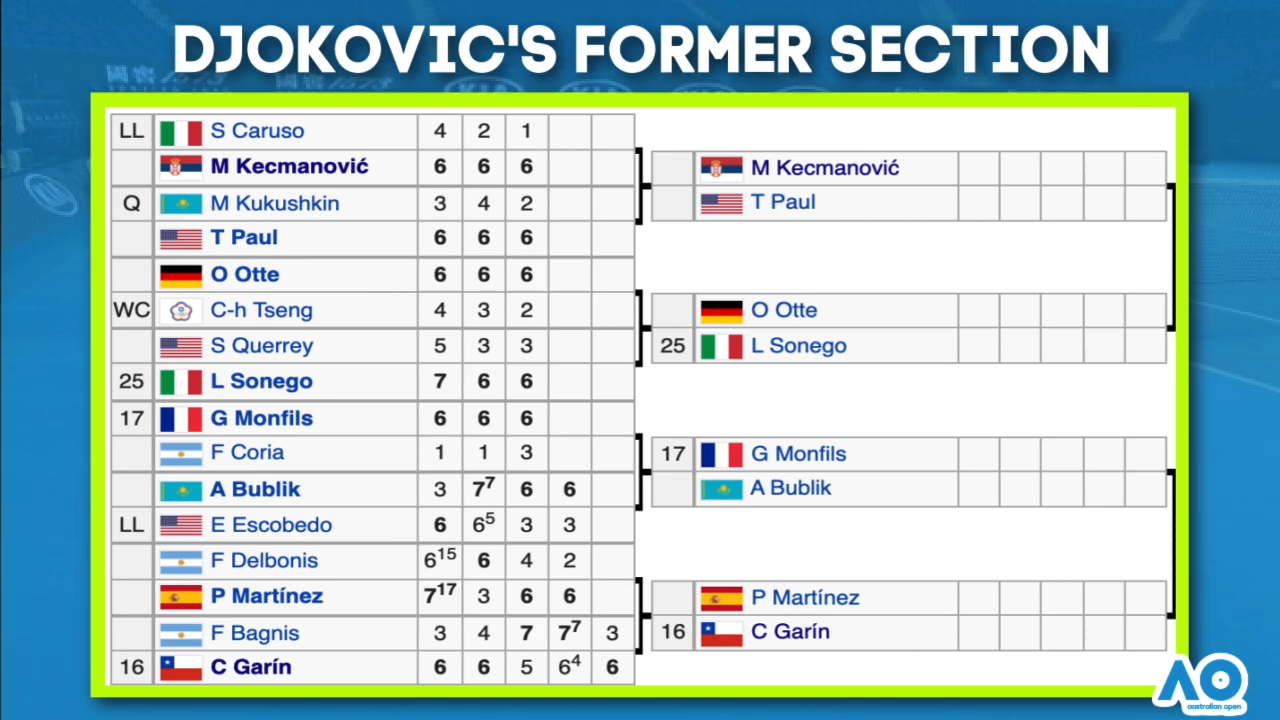 DJOKOVIC'S FORMER SECTION
LL S Caruso 4 2 1
M Kecmanović 6 6 6
Q M Kukushkin 3 4 2
T Paul 6 6 6
O Otte 6 6 6
WC C-h Tseng 4 3 2
S Querrey 5 3 3
25 L Sonego 7 6 6
17 G Monfils 6 6 6
F Coria 1 1 3
A Bublik 3 7⁷ 6 6
LL E Escobedo 6 6⁵ 3 3
F Delbonis 6¹⁵ 6 4 2
P Martínez 7¹⁷ 3 6 6
F Bagnis 3 4 7 7⁷ 3
16 C Garín 6 6 5 6⁴ 6
M Kecmanović
T Paul
O Otte
25 L Sonego
17 G Monfils
A Bublik
P Martínez
16 C Garín
AO
australian open